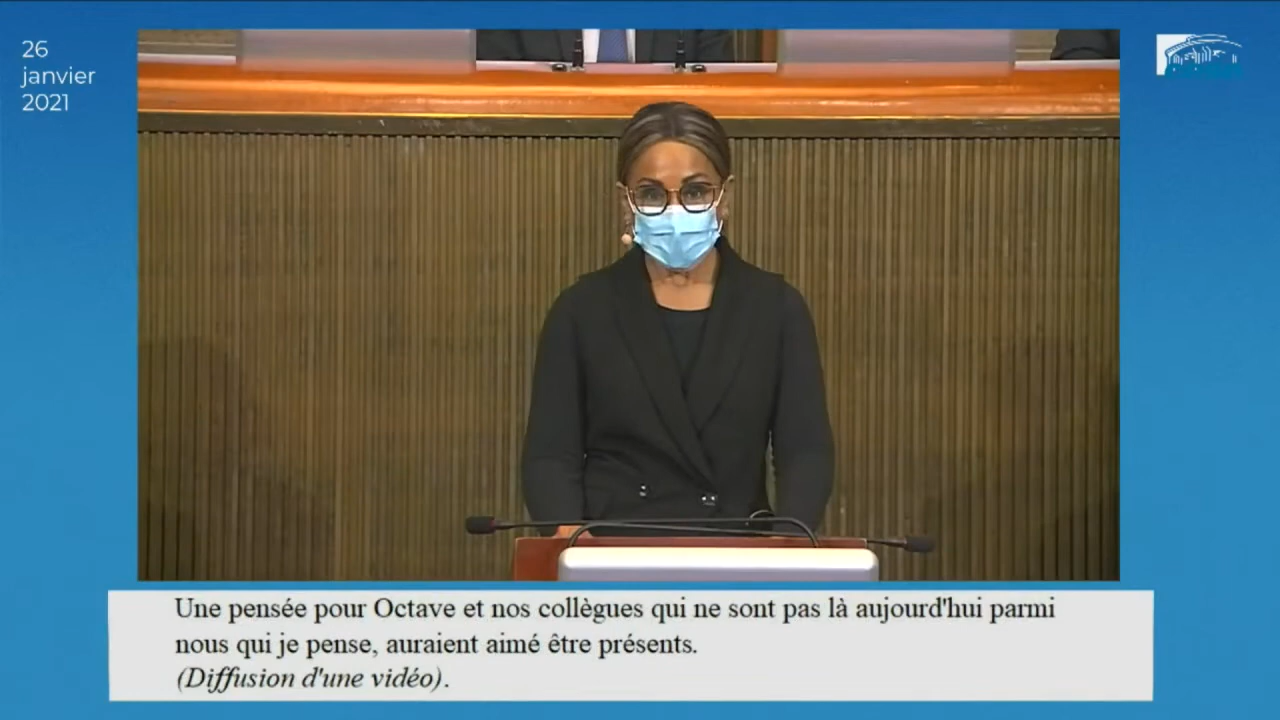 26
janvier
2021
Une pensée pour Octave et nos collègues qui ne sont pas là aujourd'hui parmi
nous qui je pense, auraient aimé être présents.
(Diffusion d'une vidéo).